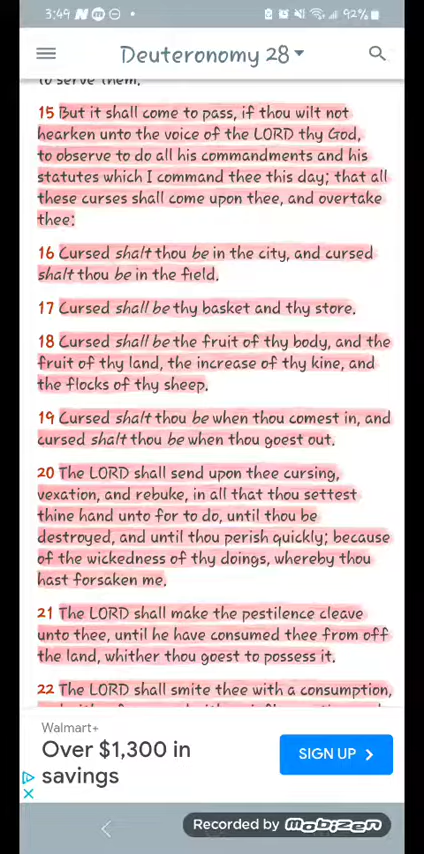 3:49
92%
Deuteronomy 28
to serve them.
15 But it shall come to pass, if thou wilt not
hearken unto the voice of the LORD thy God,
to observe to do all his commandments and his
statutes which I command thee this day; that all
these curses shall come upon thee, and overtake
thee:
16 Cursed shalt thou be in the city, and cursed
shalt thou be in the field.
17 Cursed shall be thy basket and thy store.
18 Cursed shall be the fruit of thy body, and the
fruit of thy land, the increase of thy kine, and
the flocks of thy sheep.
19 Cursed shalt thou be when thou comest in, and
cursed shalt thou be when thou goest out.
20 The LORD shall send upon thee cursing,
vexation, and rebuke, in all that thou settest
thine hand unto for to do, until thou be
destroyed, and until thou perish quickly; because
of the wickedness of thy doings, whereby thou
hast forsaken me.
21 The LORD shall make the pestilence cleave
unto thee, until he have consumed thee from off
the land, whither thou goest to possess it.
22 The LORD shall smite thee with a consumption,
Walmart+
Over $1,300 in
savings
SIGN UP
Recorded by mobizen